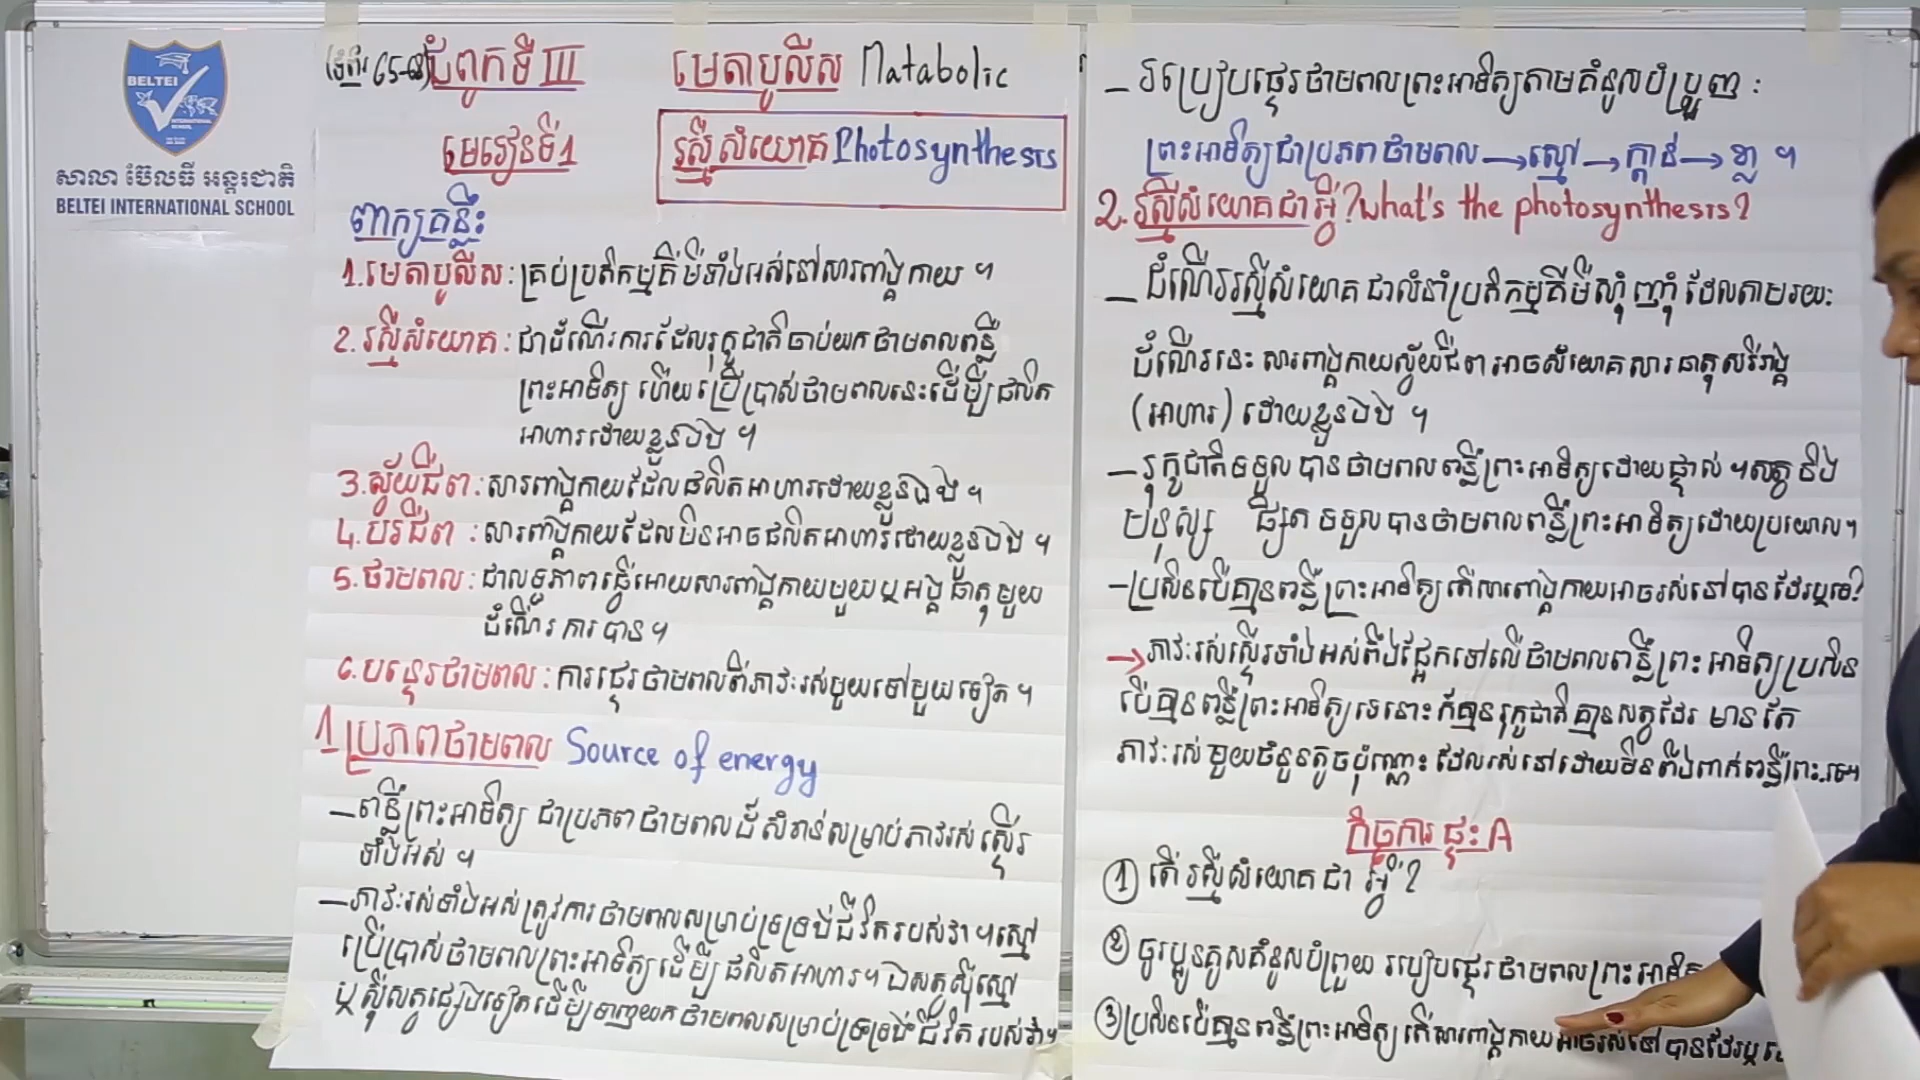 BELTEI
INTERNATIONAL
SCHOOL
សាលា ប៊ែលធី អន្តរជាតិ
BELTEI INTERNATIONAL SCHOOL
ជំពូកទី III មេតាបូលីស Matabolic
មេរៀនទី1 រស្មីសំយោគ Photosynthesis
ពាក្យគន្លឹះ
1. មេតាបូលីស : គ្រប់ប្រតិកម្មគីមីទាំងអស់នៅសារពាង្គកាយ ។
2. រស្មីសំយោគ : ជាដំណើរការដែលរុក្ខជាតិចាប់យកថាមពលពន្លឺ
ព្រះអាទិត្យ ហើយប្រើប្រាស់ថាមពលនេះដើម្បីផលិត
អាហារដោយខ្លួនឯង ។
3. ស្វ័យជីព : សារពាង្គកាយដែលផលិតអាហារដោយខ្លួនឯង ។
4. បរជីព : សារពាង្គកាយដែលមិនអាចផលិតអាហារដោយខ្លួនឯង ។
5. ថាមពល : ជាលទ្ធភាពធ្វើអោយសារពាង្គកាយមួយឬអង្គធាតុមួយ
ដំណើរការបាន ។
6. បន្ទេរថាមពល : ការផ្ទេរថាមពលពីភាវៈរស់មួយទៅមួយទៀត ។
1 ប្រភពថាមពល Source of energy
– ពន្លឺព្រះអាទិត្យ ជាប្រភពថាមពលដ៏សំខាន់សម្រាប់ភាវរស់ស្ទើរ
ទាំងអស់ ។
– ភាវៈរស់ទាំងអស់ត្រូវការថាមពលសម្រាប់ទ្រទ្រង់ជីវិតរបស់វា ។ ស្មៅ
ប្រើប្រាស់ថាមពលព្រះអាទិត្យដើម្បីផលិតអាហារ ។ ឯសត្វស៊ីស្មៅ
ឬស៊ីសត្វផ្សេងទៀតដើម្បីទាញយកថាមពលសម្រាប់ទ្រទ្រង់ជីវិតរបស់វា ។
– របៀបផ្ទេរថាមពលព្រះអាទិត្យតាមគំនូសបំប្រួញ :
ព្រះអាទិត្យជាប្រភពថាមពល → ស្មៅ → ក្តាន់ → ខ្លា ។
2. រស្មីសំយោគជាអ្វី? What's the photosynthesis?
– ដំណើររស្មីសំយោគ ជាលំនាំប្រតិកម្មគីមីស្មុំញាំុ ដែលតាមរយៈ
ដំណើរនេះ សារពាង្គកាយស្វ័យជីព អាចសំយោគសារធាតុសរីរាង្គ
(អាហារ) ដោយខ្លួនឯង ។
– រុក្ខជាតិទទួលបានថាមពលពន្លឺព្រះអាទិត្យដោយផ្ទាល់ ។ សត្វ និង
មនុស្ស ផ្សិត ទទួលបានថាមពលពន្លឺព្រះអាទិត្យដោយប្រយោល ។
– ប្រសិនបើគ្មានពន្លឺព្រះអាទិត្យ តើសារពាង្គកាយអាចរស់នៅបានដែរឬទេ?
→ ភាវៈរស់ស្ទើរទាំងអស់ពឹងផ្អែកទៅលើថាមពលពន្លឺព្រះអាទិត្យ ប្រសិន
បើគ្មានពន្លឺព្រះអាទិត្យទេនោះ ក៏គ្មានរុក្ខជាតិ គ្មានសត្វដែរ មានតែ
ភាវៈរស់មួយចំនួនតូចប៉ុណ្ណោះ ដែលរស់នៅដោយមិនពឹងពាក់ពន្លឺព្រះ
កិច្ចការផ្ទះ A
① តើរស្មីសំយោគជាអ្វី?
② ចូរប្អូនគូសគំនូសបំព្រួយ របៀបផ្ទេរថាមពលព្រះអាទិ
③ ប្រសិនបើគ្មានពន្លឺព្រះអាទិត្យ តើសារពាង្គកាយអាចរស់នៅបានដែរឬ